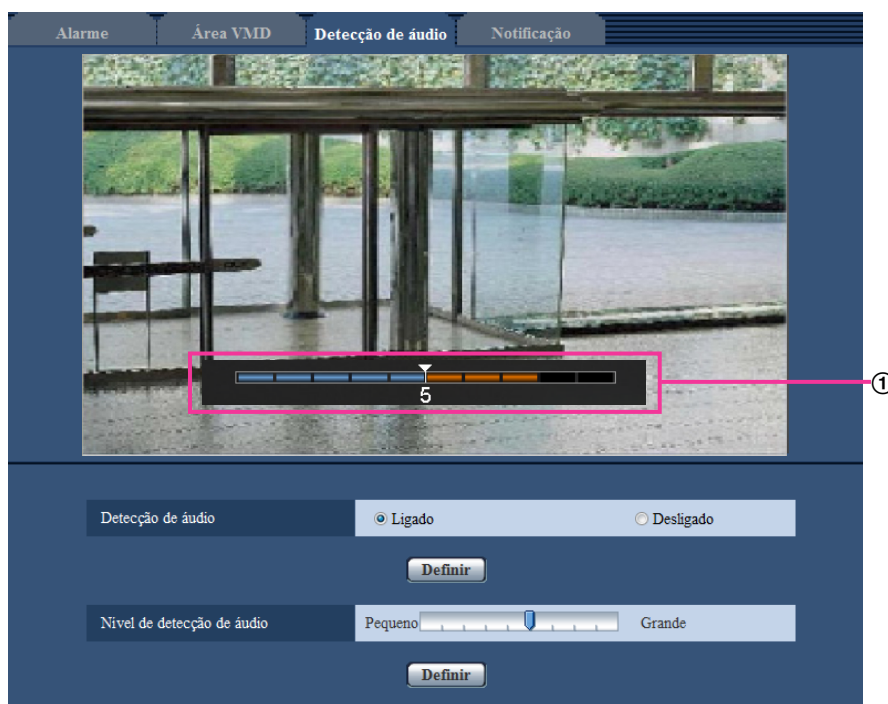 Alarme Área VMD Detecção de áudio Notificação
5
①
Detecção de áudio Ligado Desligado
Definir
Nivel de detecção de áudio Pequeno Grande
Definir